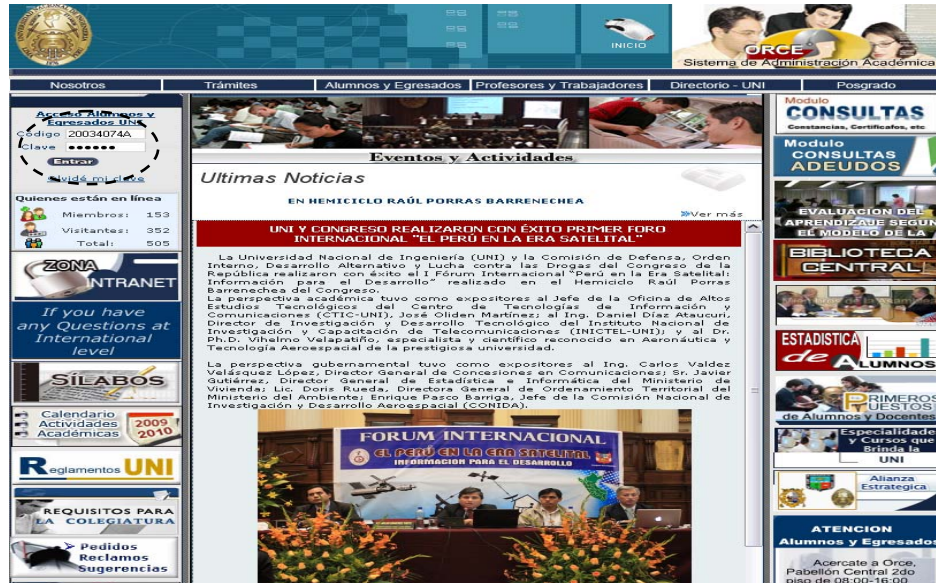 INICIO
ORCE
Sistema de Administración Académica
Nosotros
Trámites
Alumnos y Egresados
Profesores y Trabajadores
Directorio - UNI
Posgrado
Acceso Alumnos y
Egresados UNI
Código 20034074A
Clave ••••••
Entrar
Olvidé mi clave
Quienes están en línea
Miembros: 153
Visitantes: 352
Total: 505
ZONA
INTRANET
If you have
any Questions at
International
level
SÍLABOS
Calendario
Actividades
Académicas
2009
2010
Reglamentos UNI
REQUISITOS PARA
LA COLEGIATURA
Pedidos
Reclamos
Sugerencias
Eventos y Actividades
Ultimas Noticias
EN HEMICICLO RAÚL PORRAS BARRENECHEA
»Ver más
UNI Y CONGRESO REALIZARON CON ÉXITO PRIMER FORO
INTERNACIONAL "EL PERÚ EN LA ERA SATELITAL"
La Universidad Nacional de Ingeniería (UNI) y la Comisión de Defensa, Orden
Interno, Desarrollo Alternativo y Lucha contra las Drogas del Congreso de la
República realizaron con éxito el I Fórum Internacional "Perú en la Era Satelital:
Información para el Desarrollo" realizado en el Hemiciclo Raúl Porras
Barrenechea del Congreso.
La perspectiva académica tuvo como expositores al Jefe de la Oficina de Altos
Estudios Tecnológicos del Centro de Tecnologías de Información y
Comunicaciones (CTIC-UNI), José Oliden Martínez; al Ing. Daniel Díaz Ataucuri,
Director de Investigación y Desarrollo Tecnológico del Instituto Nacional de
Investigación y Capacitación de Telecomunicaciones (INICTEL-UNI); y al Dr.
Ph.D. Vihelmo Velapatiño, especialista y científico reconocido en Aeronáutica y
Tecnología Aeroespacial de la prestigiosa universidad.
La perspectiva gubernamental tuvo como expositores al Ing. Carlos Valdez
Velásquez López, Director General de Concesiones en Comunicaciones; Sr. Javier
Gutiérrez, Director General de Estadística e Informática del Ministerio de
Vivienda; Lic. Doris Rueda, Directora General de Ordenamiento Territorial del
Ministerio del Ambiente; Enrique Pasco Barriga, Jefe de la Comisión Nacional de
Investigación y Desarrollo Aeroespacial (CONIDA).
FORUM INTERNACIONAL
EL PERÚ EN LA ERA SATELITAL
INFORMACIÓN PARA EL DESARROLLO
Modulo
CONSULTAS
Constancias, Certificados, etc
Modulo
CONSULTAS
ADEUDOS
EVALUACION DEL
APRENDIZAJE SEGUN
EL MODELO DE LA
BIBLIOTECA
CENTRAL
ESTADISTICA
de ALUMNOS
PRIMEROS
PUESTOS
de Alumnos y Docentes
Especialidade
y Cursos que
Brinda la
UNI
Alianza
Estrategica
ATENCION
Alumnos y Egresados
Acercate a Orce,
Pabellón Central 2do
piso de 08:00-16:00